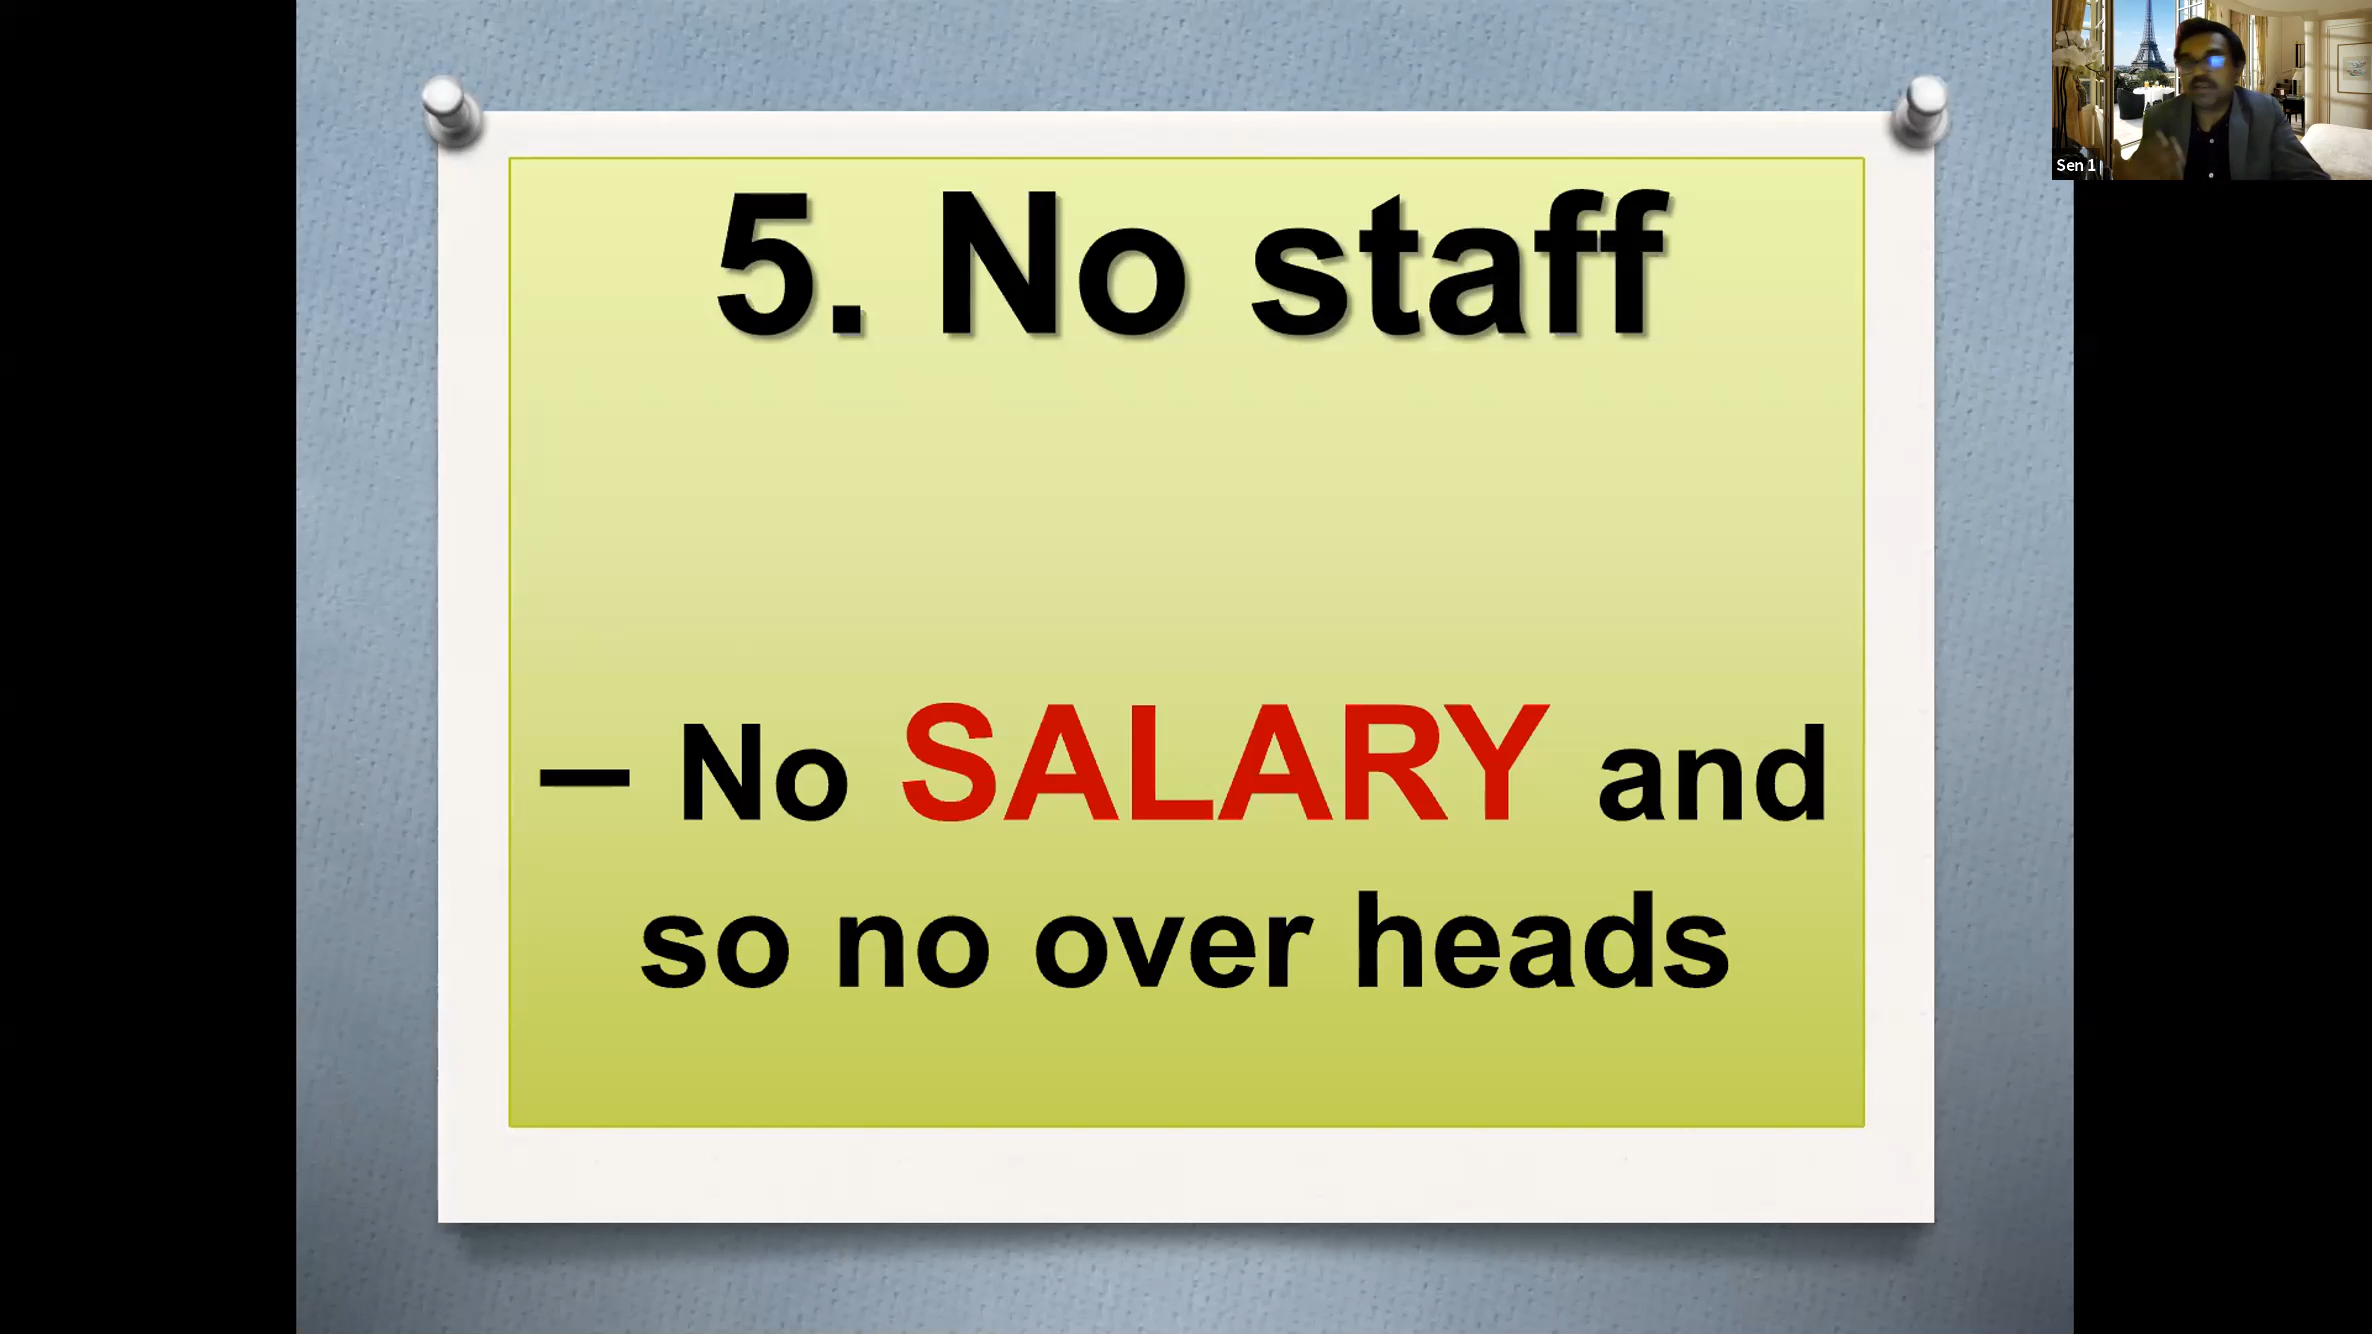 5. No staff
– No SALARY and
so no over heads
Sen 1